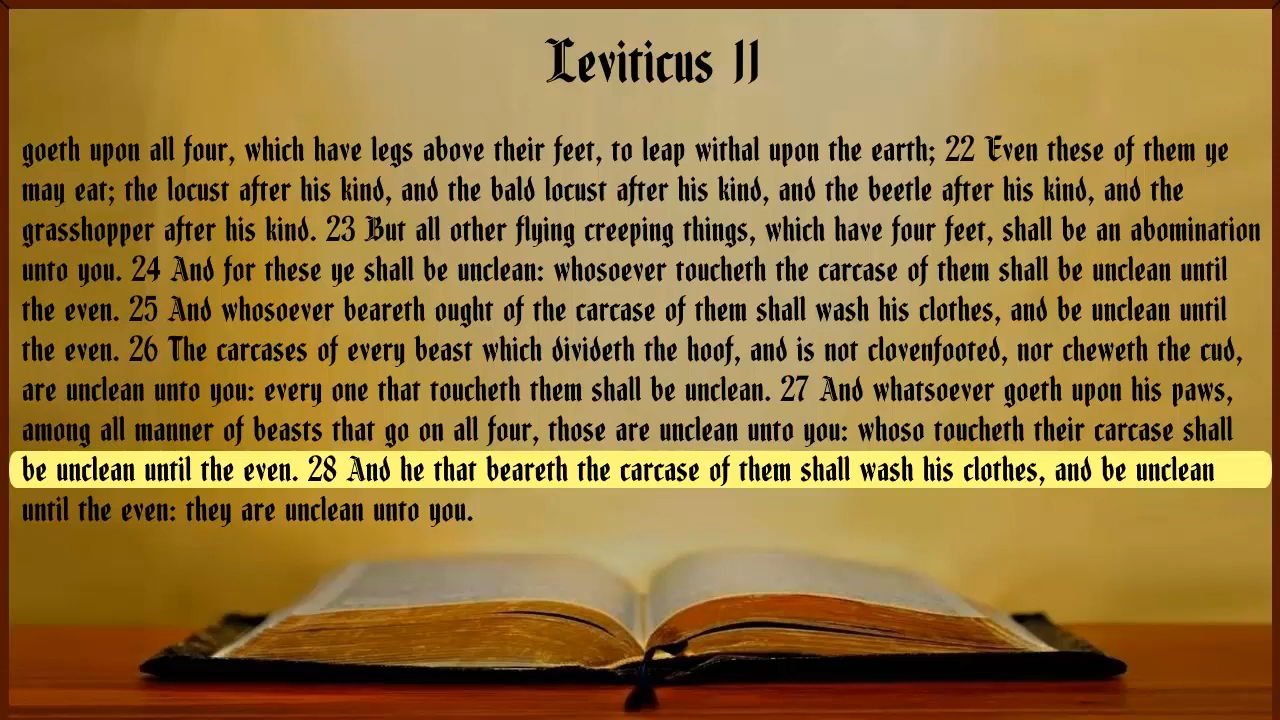 Leviticus 11
goeth upon all four, which have legs above their feet, to leap withal upon the earth; 22 Even these of them ye
may eat; the locust after his kind, and the bald locust after his kind, and the beetle after his kind, and the
grasshopper after his kind. 23 But all other flying creeping things, which have four feet, shall be an abomination
unto you. 24 And for these ye shall be unclean: whosoever toucheth the carcase of them shall be unclean until
the even. 25 And whosoever beareth ought of the carcase of them shall wash his clothes, and be unclean until
the even. 26 The carcases of every beast which divideth the hoof, and is not clovenfooted, nor cheweth the cud,
are unclean unto you: every one that toucheth them shall be unclean. 27 And whatsoever goeth upon his paws,
among all manner of beasts that go on all four, those are unclean unto you: whoso toucheth their carcase shall
be unclean until the even. 28 And he that beareth the carcase of them shall wash his clothes, and be unclean
until the even: they are unclean unto you.